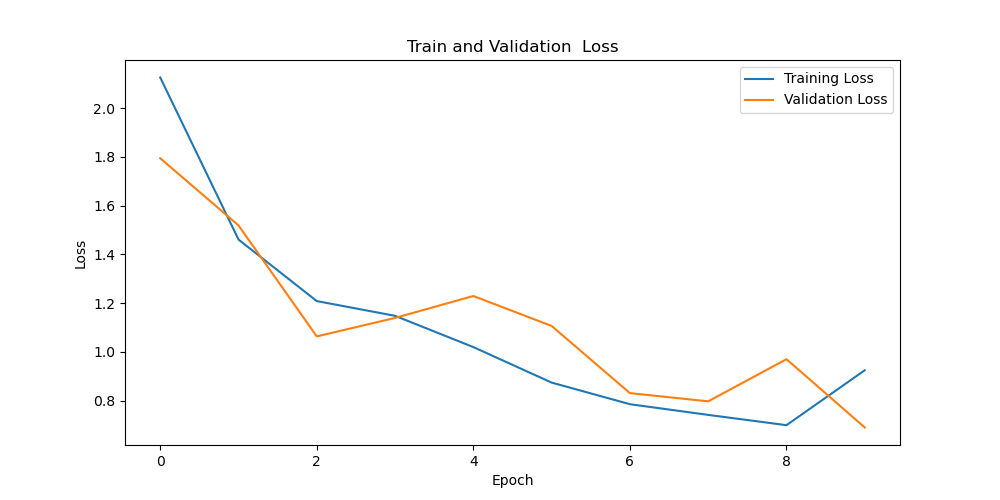 Train and Validation  Loss
Training Loss
Validation Loss
2.0
1.8
1.6
1.4
1.2
1.0
0.8
Loss
0 2 4 6 8
Epoch